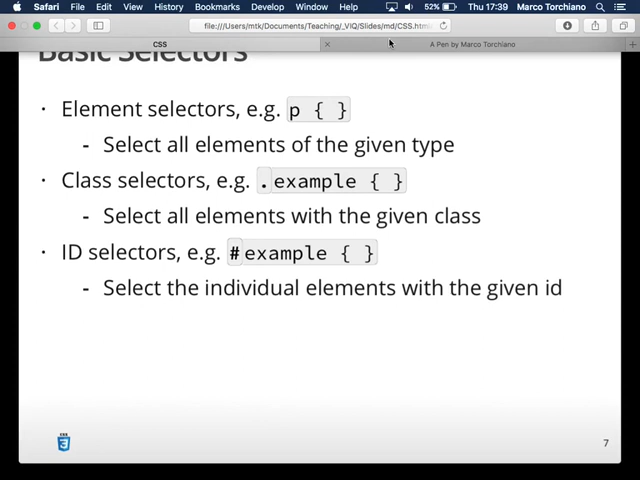 Safari File Edit View History Bookmarks Develop Window Help 52% Thu 17:39 Marco Torchiano
file:///Users/mtk/Documents/Teaching/_VIQ/Slides/md/CSS.html
CSS A Pen by Marco Torchiano
Basic Selectors
· Element selectors, e.g. p { }
- Select all elements of the given type
· Class selectors, e.g. .example { }
- Select all elements with the given class
· ID selectors, e.g. #example { }
- Select the individual elements with the given id
CSS
3
7